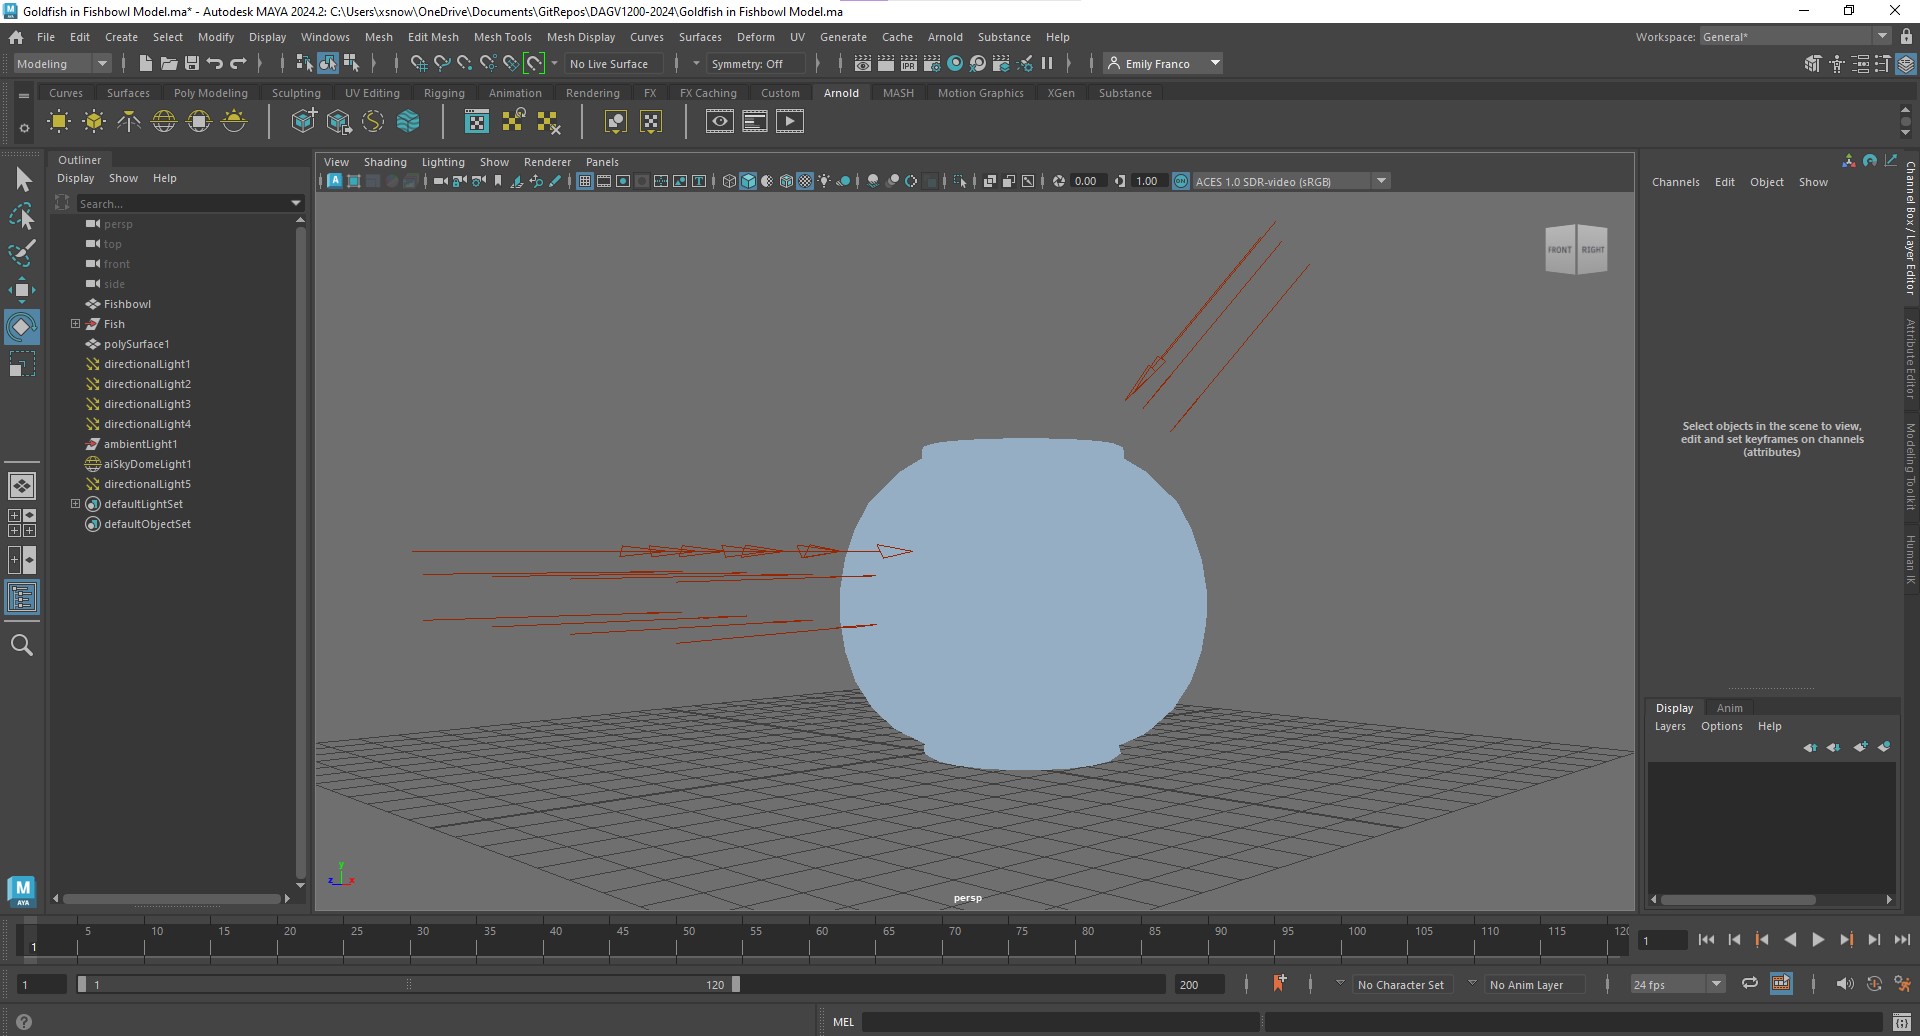 Goldfish in Fishbowl Model.ma* - Autodesk MAYA 2024.2: C:\Users\xsnow\OneDrive\Documents\GitRepos\DAGV1200-2024\Goldfish in Fishbowl Model.ma
File Edit Create Select Modify Display Windows Mesh Edit Mesh Mesh Tools Mesh Display Curves Surfaces Deform UV Generate Cache Arnold Substance Help
Workspace: General*
Modeling No Live Surface Symmetry: Off IPR Emily Franco
Curves Surfaces Poly Modeling Sculpting UV Editing Rigging Animation Rendering FX FX Caching Custom Arnold MASH Motion Graphics XGen Substance
Outliner
Display Show Help
Search...
persp
top
front
side
Fishbowl
Fish
polySurface1
directionalLight1
directionalLight2
directionalLight3
directionalLight4
ambientLight1
aiSkyDomeLight1
directionalLight5
defaultLightSet
defaultObjectSet
View Shading Lighting Show Renderer Panels
0.00 1.00 ON ACES 1.0 SDR-video (sRGB)
FRONT RIGHT
y
z x
persp
Channels Edit Object Show
Select objects in the scene to view,
edit and set keyframes on channels
(attributes)
Channel Box / Layer Editor
Attribute Editor
Modeling Toolkit
Human IK
Display Anim
Layers Options Help
M
AYA
5 10 15 20 25 30 35 40 45 50 55 60 65 70 75 80 85 90 95 100 105 110 115 120
1
1
1 1 120 200 No Character Set No Anim Layer 24 fps
MEL